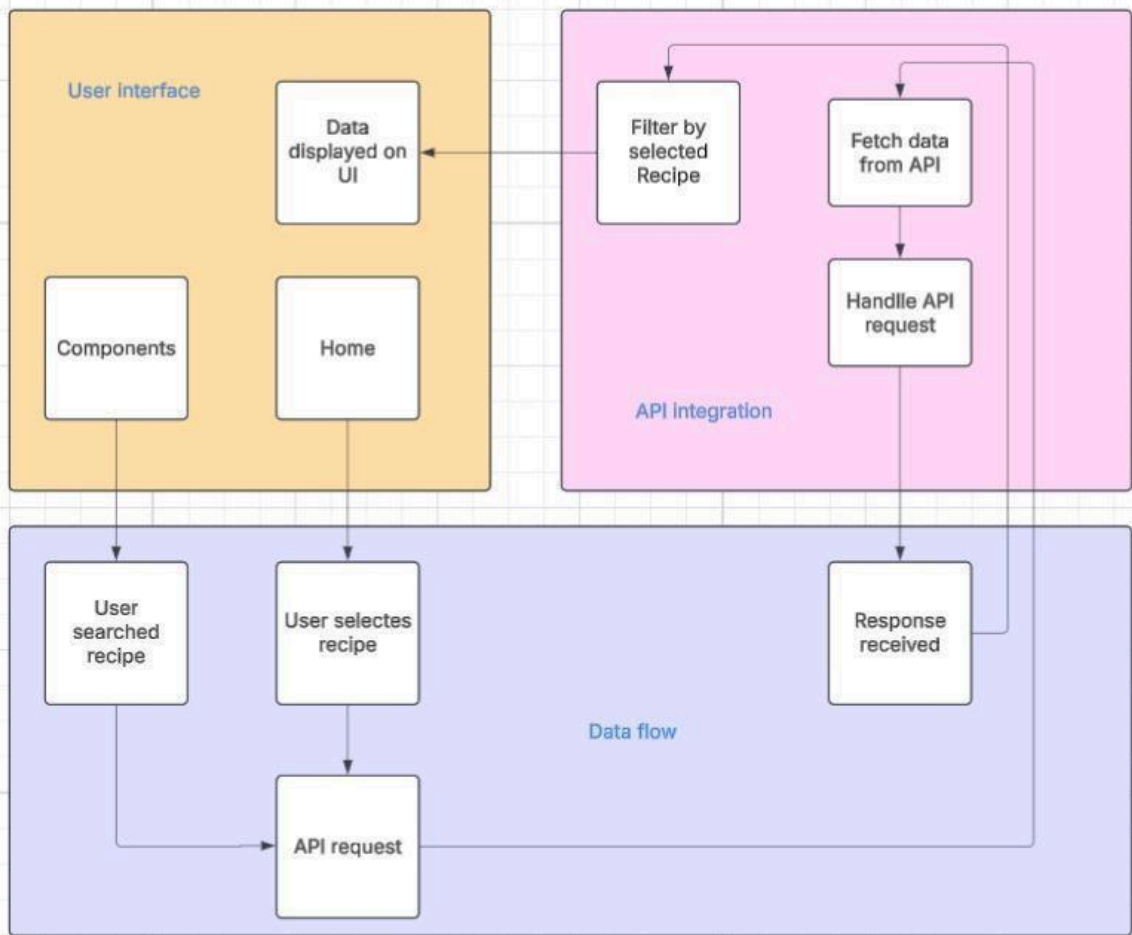 User interface
Data
displayed on
UI
Filter by
selected
Recipe
Fetch data
from API
Components
Home
Handlle API
request
API integration
User
searched
recipe
User selectes
recipe
Response
received
Data flow
API request